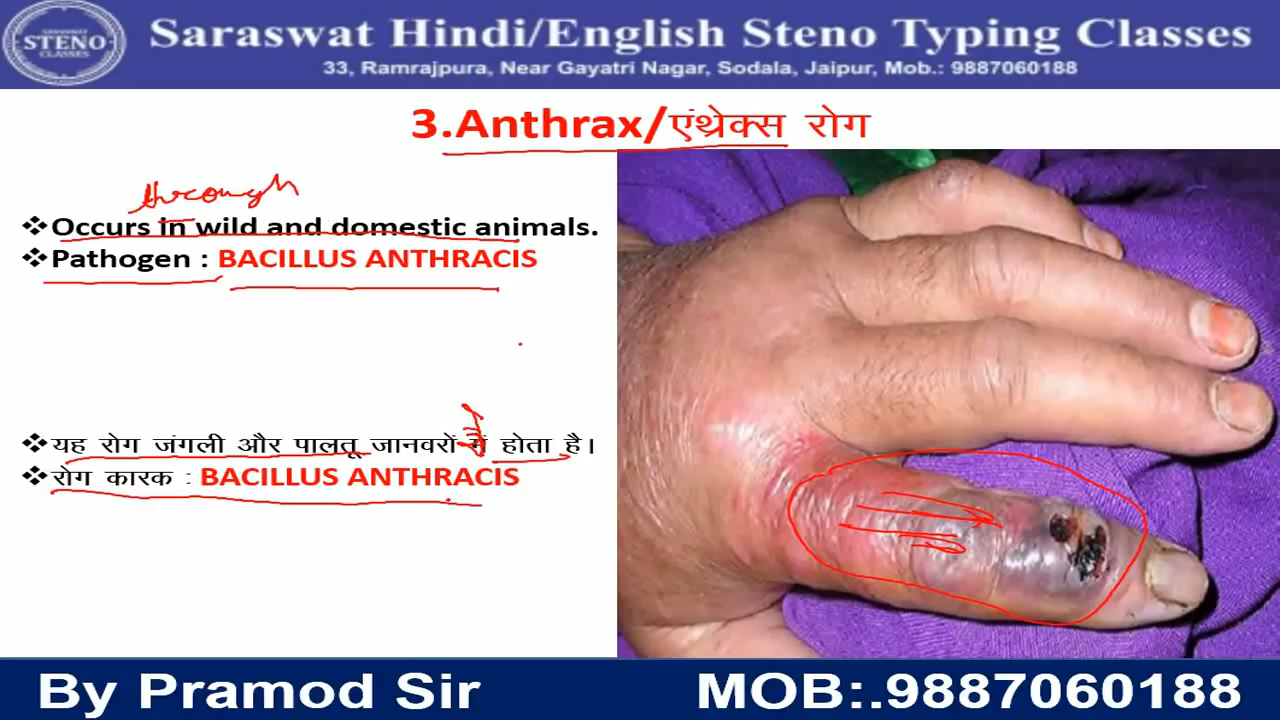 STENO
CLASSES
Saraswat Hindi/English Steno Typing Classes
33, Ramrajpura, Near Gayatri Nagar, Sodala, Jaipur, Mob.: 9887060188
3.Anthrax/एंथ्रेक्स रोग
through
❖Occurs in wild and domestic animals.
❖Pathogen : BACILLUS ANTHRACIS
❖यह रोग जंगली और पालतू जानवरों में होता है।
❖रोग कारक : BACILLUS ANTHRACIS
By Pramod Sir
MOB:.9887060188